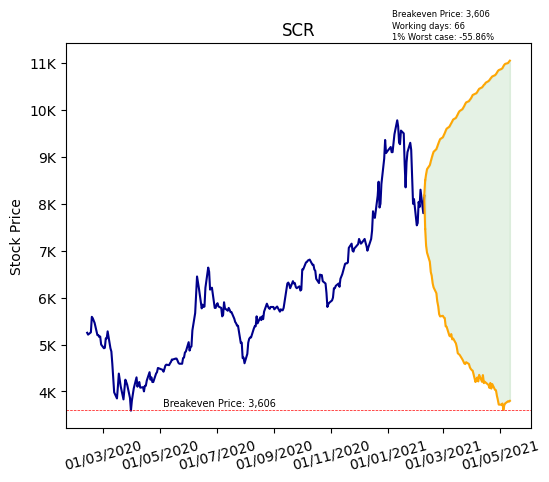 Breakeven Price: 3,606
Working days: 66
1% Worst case: -55.86%
SCR
Stock Price
11K
10K
9K
8K
7K
6K
5K
4K
Breakeven Price: 3,606
01/03/2020
01/05/2020
01/07/2020
01/09/2020
01/11/2020
01/01/2021
01/03/2021
01/05/2021